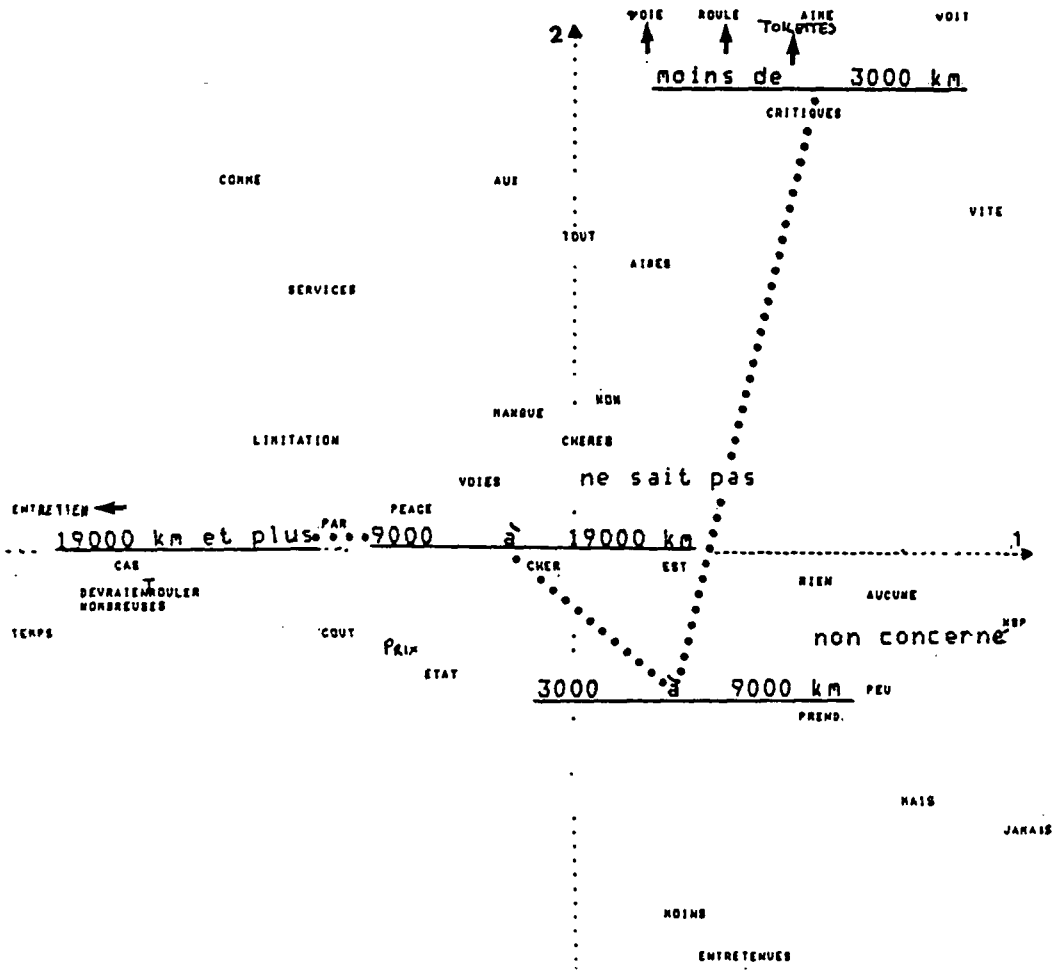 VOIE ROULE AIRE VOIT
TOILETTES
2
moins de 3000 km
CRITIQUES
COMME AUX
VITE
TOUT
AIRES
SERVICES
NON
MANQUE
LIMITATION CHERES
ne sait pas
VOIES
ENTRETIEN PEAGE
PAR
19000 km et plus 9000 à 19000 km 1
CAS CHER EST
RIEN
DEVRAIENT ROULER AUCUNE
NOMBREUSES
NSP
TEMPS COUT non concerné
PRIX
ETAT
3000 à 9000 km PEU
PREND.
MAIS
JAMAIS
MOINS
ENTRETENUES